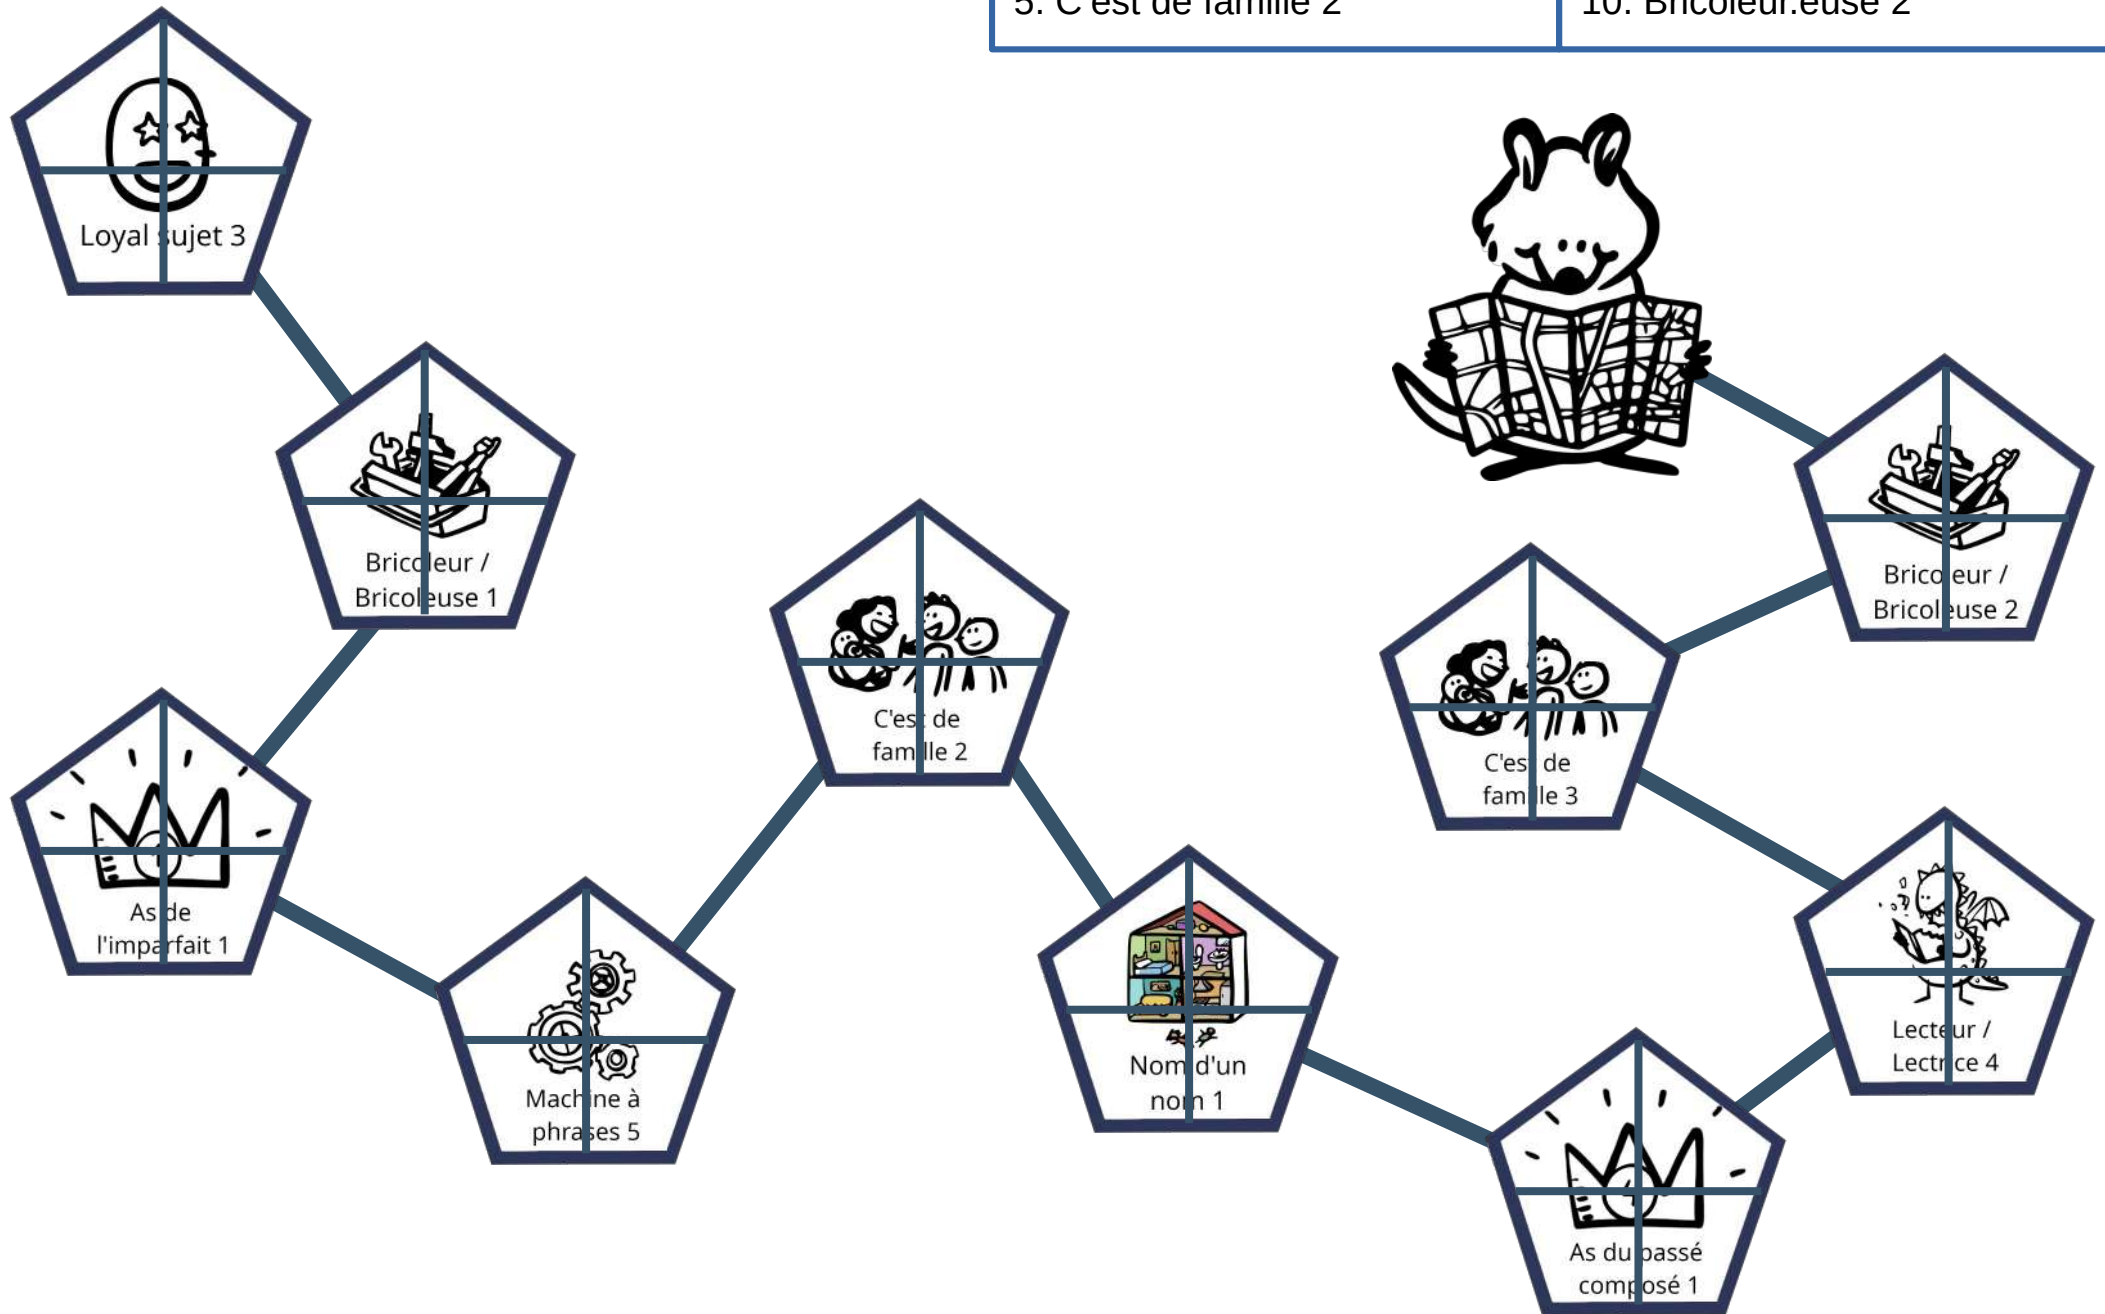 5. C'est de famille 2
10. Bricoleur.euse 2
Loyal sujet 3
Bricoleur /
Bricoleuse 1
C'est de
famille 2
Bricoleur /
Bricoleuse 2
C'est de
famille 3
As de
l'imparfait 1
Machine à
phrases 5
Nom d'un
nom 1
Lecteur /
Lectrice 4
As du passé
composé 1